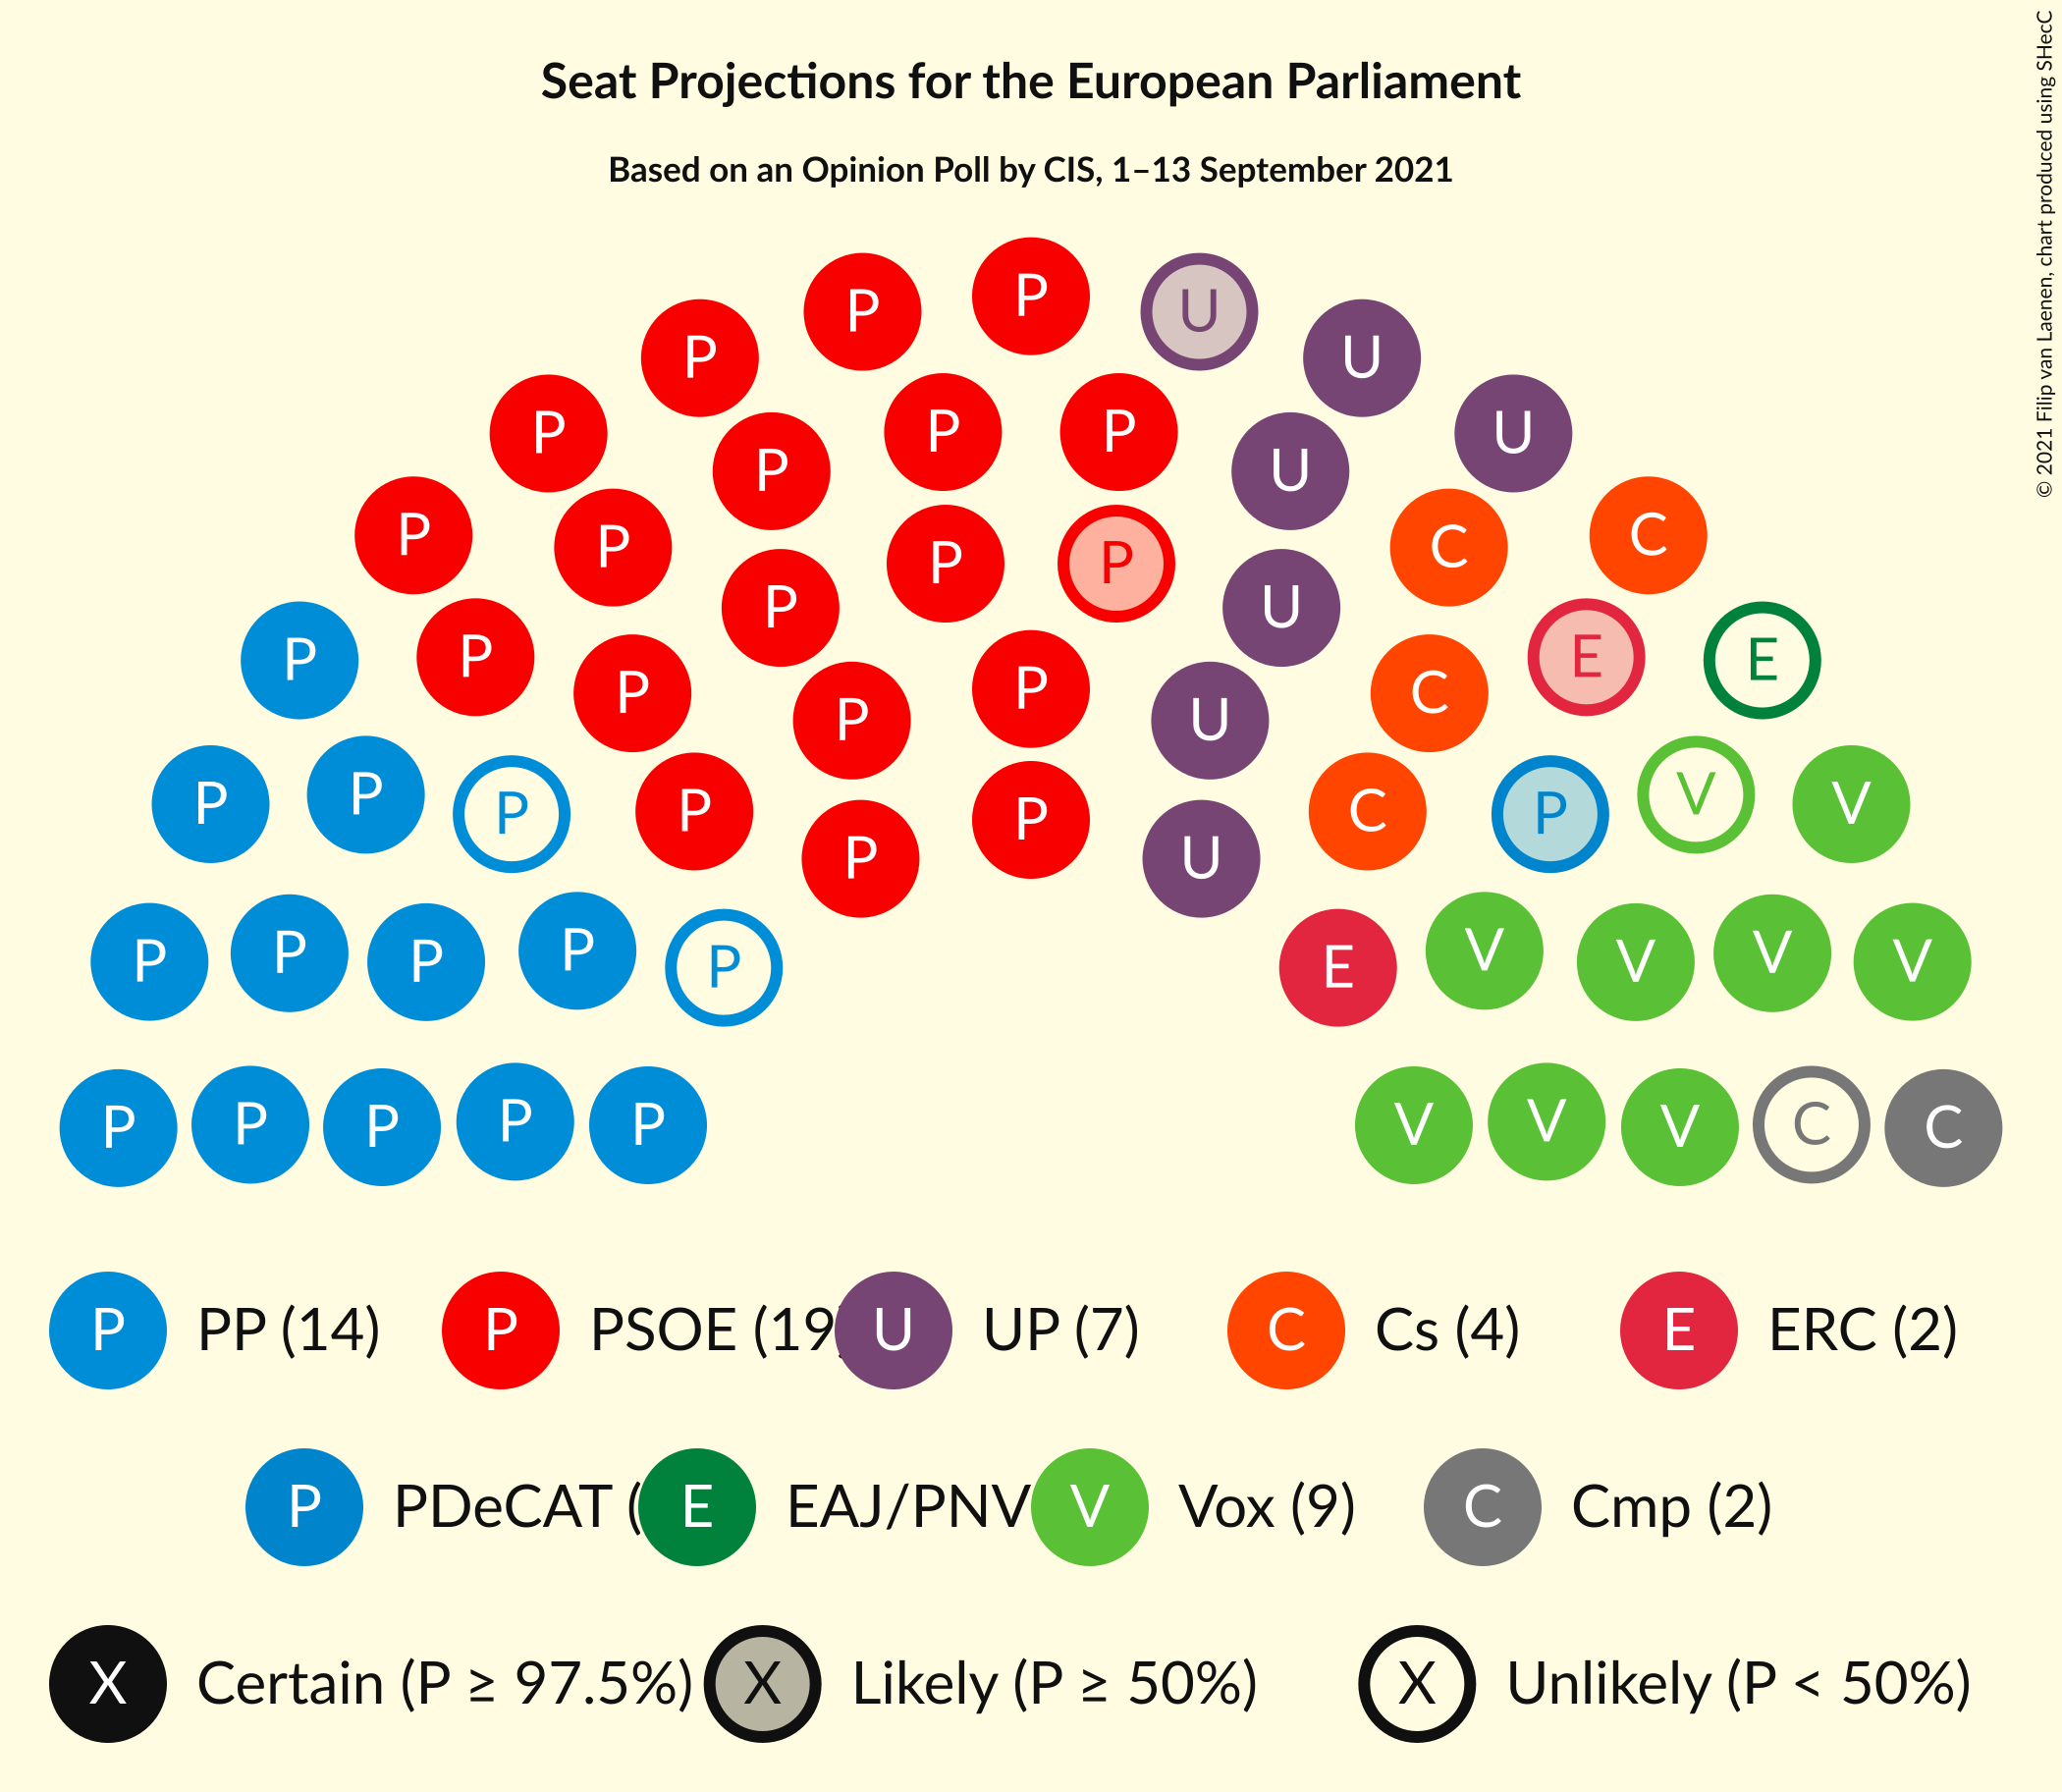 Seat Projections for the European Parliament
Based on an Opinion Poll by CIS, 1–13 September 2021
© 2021 Filip van Laenen, chart produced using SHecC
P P U
P U
P P P U
P U
P P C C
P P
P U
P P E E
P P C
P U
P P P P P C P V V
P U
P P P P P E V V V V
P P P P P V V V C C
P PP (14) P PSOE (19 U UP (7) C Cs (4) E ERC (2)
P PDeCAT ( E EAJ/PNV V Vox (9) C Cmp (2)
X Certain (P ≥ 97.5%) X Likely (P ≥ 50%) X Unlikely (P < 50%)